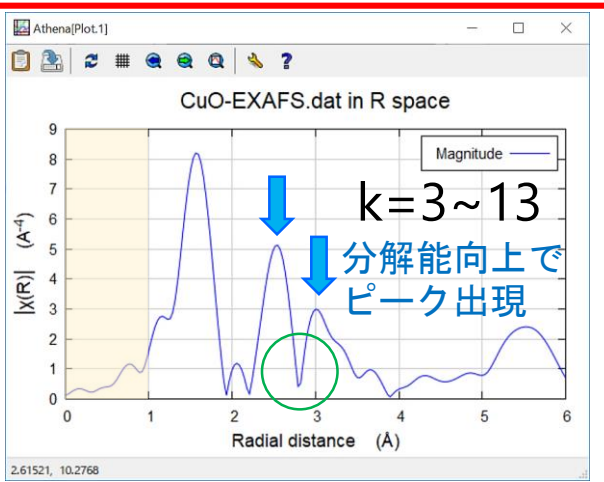 Athena[Plot.1]
CuO-EXAFS.dat in R space
Magnitude
k=3~13
分解能向上で
ピーク出現
|χ(R)| (Å⁻⁴)
9
8
7
6
5
4
3
2
1
0
0 1 2 3 4 5 6
Radial distance (Å)
2.61521, 10.2768